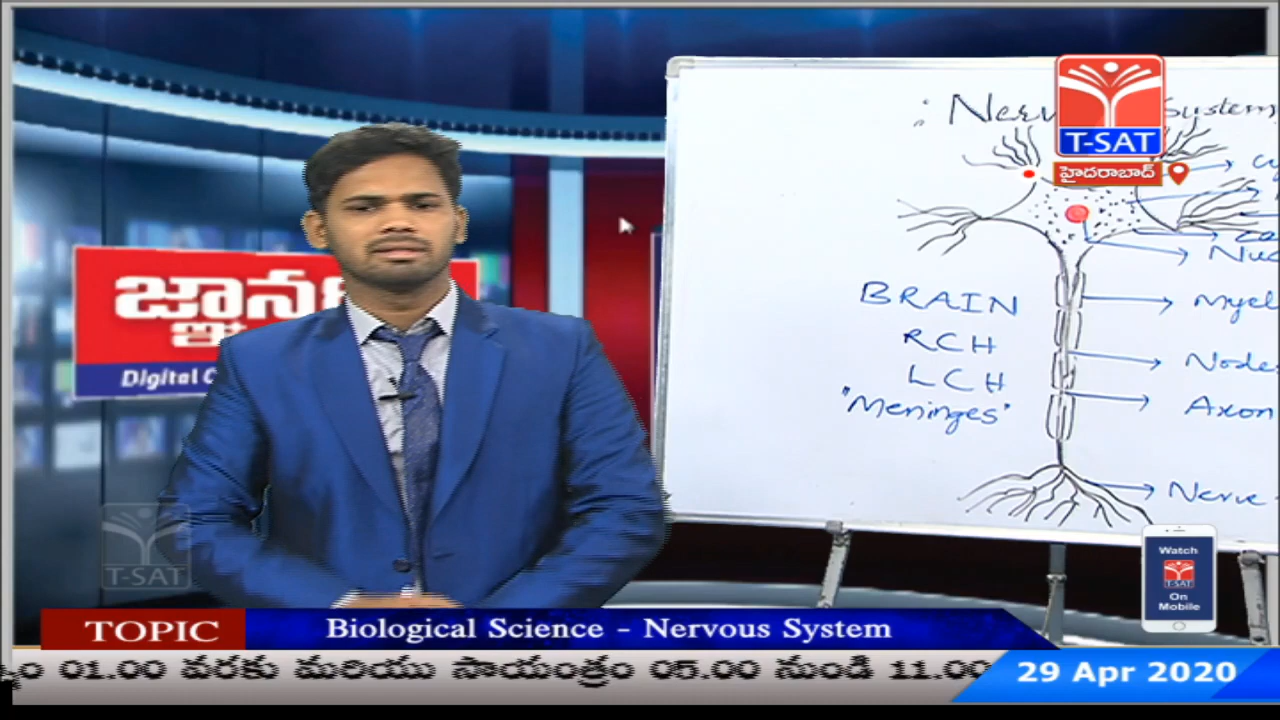 : Nerv System
T-SAT
హైదరాబాద్
BRAIN
RCH
LCH
"Meninges"
Nuc
Myel
Node
Axon
Nerve
జ్ఞాన
Digital C
T-SAT
Watch
T-SAT
On
Mobile
TOPIC
Biological Science - Nervous System
01.00 వరకు మరియు సాయంత్రం 05.00 నుండి 11.00
29 Apr 2020